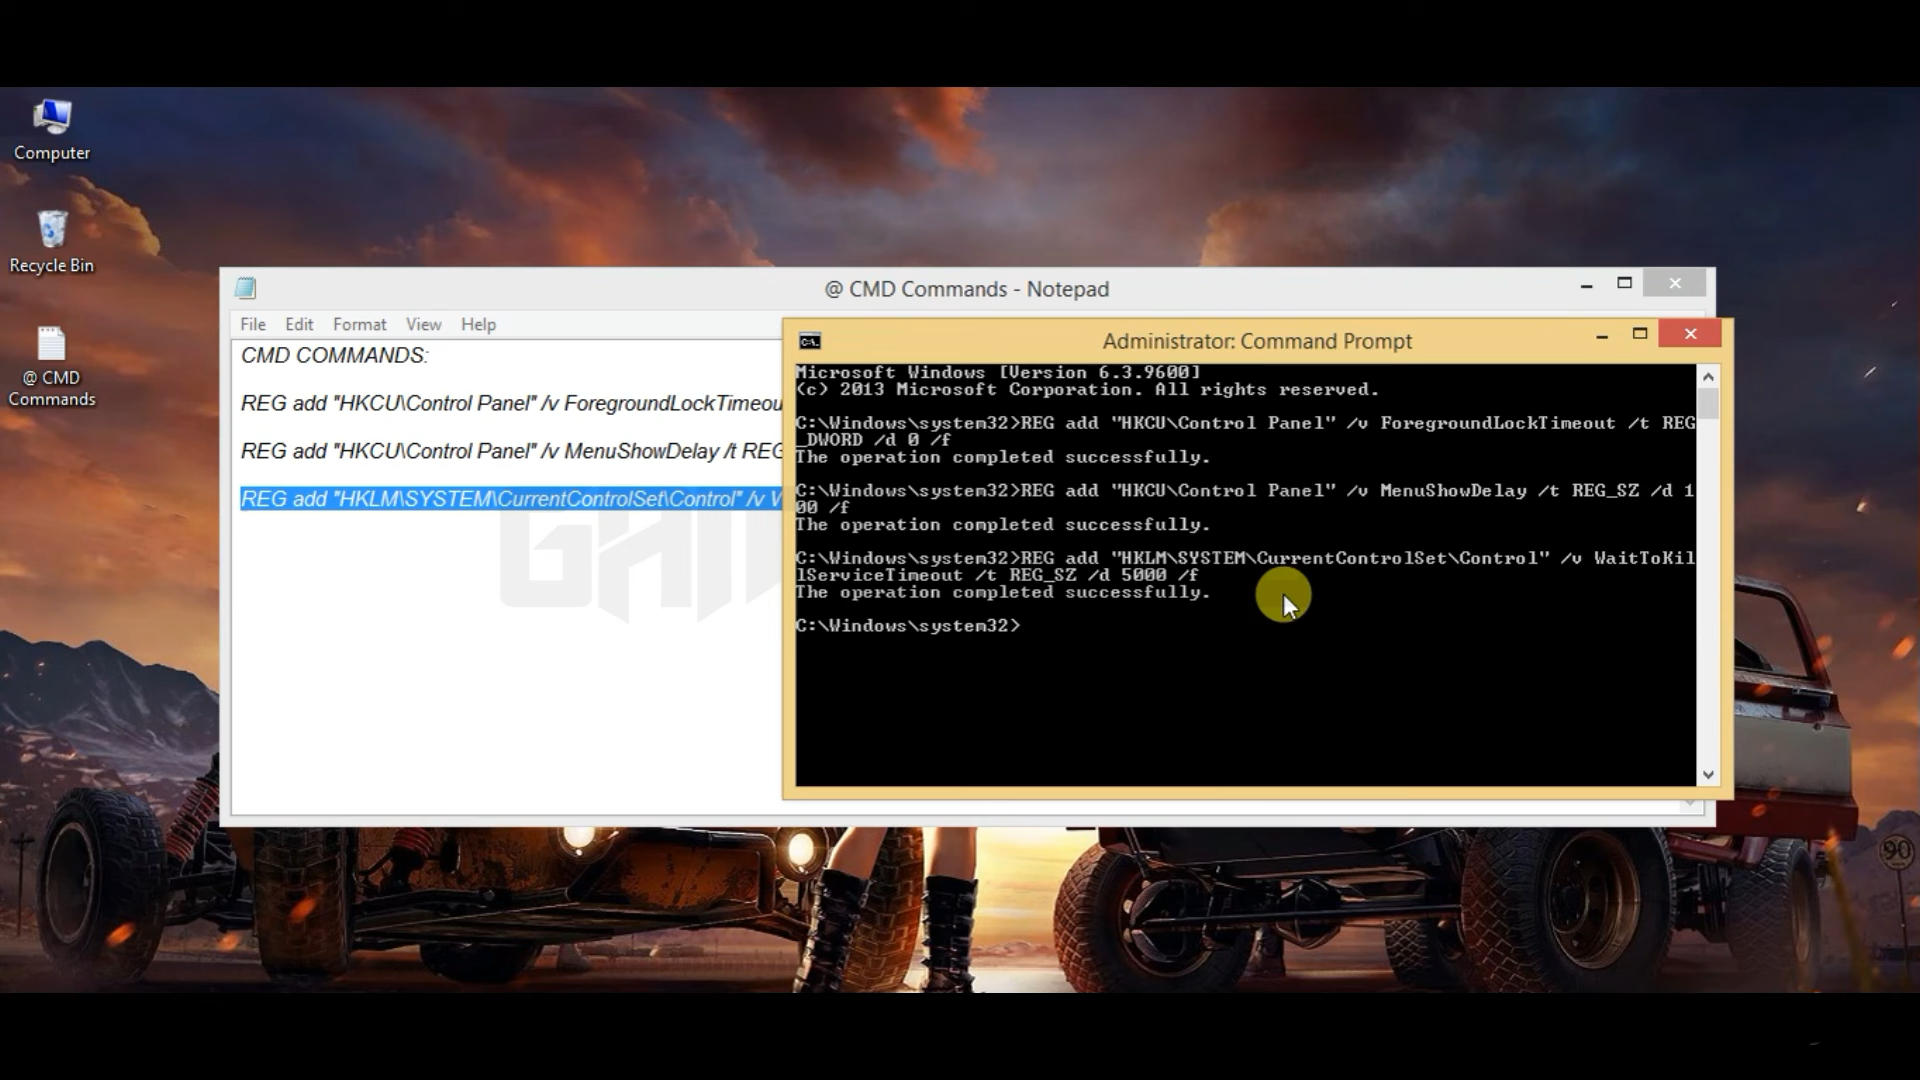 Computer
Recycle Bin
@ CMD
Commands
@ CMD Commands - Notepad
File Edit Format View Help
CMD COMMANDS:
REG add "HKCU\Control Panel" /v ForegroundLockTimeou
REG add "HKCU\Control Panel" /v MenuShowDelay /t REG
REG add "HKLM\SYSTEM\CurrentControlSet\Control" /v W
Administrator: Command Prompt
Microsoft Windows [Version 6.3.9600]
(c) 2013 Microsoft Corporation. All rights reserved.
C:\Windows\system32>REG add "HKCU\Control Panel" /v ForegroundLockTimeout /t REG
_DWORD /d 0 /f
The operation completed successfully.
C:\Windows\system32>REG add "HKCU\Control Panel" /v MenuShowDelay /t REG_SZ /d 1
00 /f
The operation completed successfully.
C:\Windows\system32>REG add "HKLM\SYSTEM\CurrentControlSet\Control" /v WaitToKil
lServiceTimeout /t REG_SZ /d 5000 /f
The operation completed successfully.
C:\Windows\system32>
90